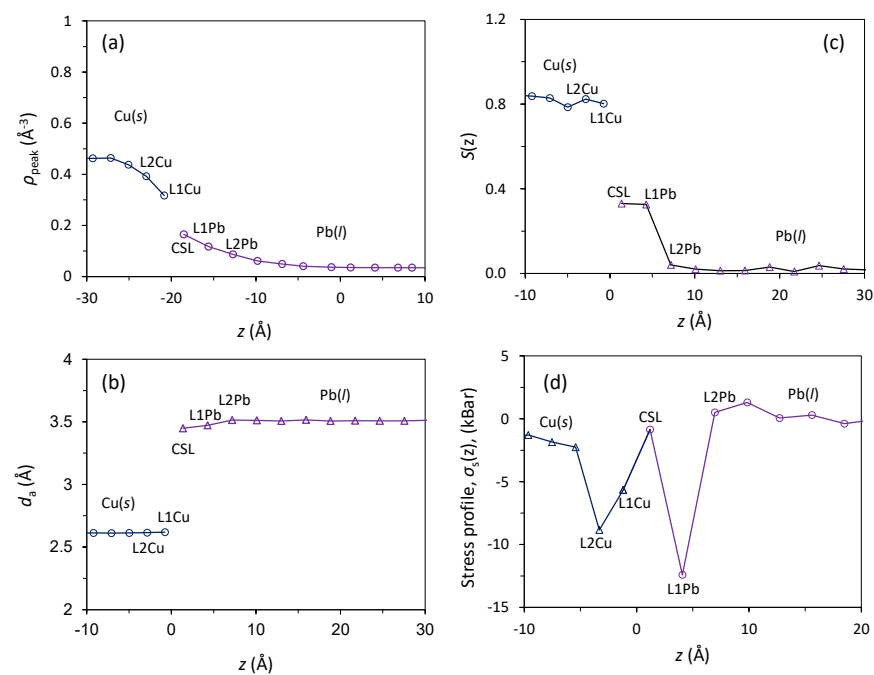 (a)
1
0.8
0.6
0.4
0.2
0
ρpeak (Å-3)
Cu(s)
L2Cu
L1Cu
L1Pb
CSL
L2Pb
Pb(l)
-30 -20 -10 0 10
z (Å)
(c)
1.2
0.8
0.4
0.0
S(z)
Cu(s)
L2Cu
L1Cu
CSL
L1Pb
L2Pb
Pb(l)
-10 0 10 20 30
z (Å)
(b)
4
3.5
3
2.5
2
da (Å)
L2Pb
Pb(l)
L1Pb
CSL
Cu(s)
L1Cu
L2Cu
-10 0 10 20 30
z (Å)
(d)
5
0
-5
-10
-15
Stress profile, σs(z), (kBar)
Cu(s)
CSL
L2Pb
Pb(l)
L1Cu
L2Cu
L1Pb
-10 0 10 20
z (Å)